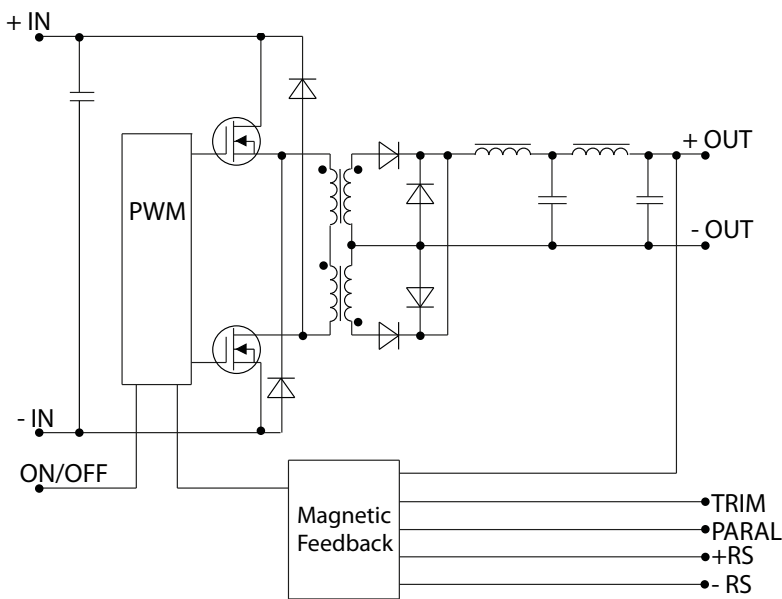 + IN
+ OUT
PWM
- OUT
- IN
ON/OFF
Magnetic
Feedback
TRIM
PARAL
+RS
- RS